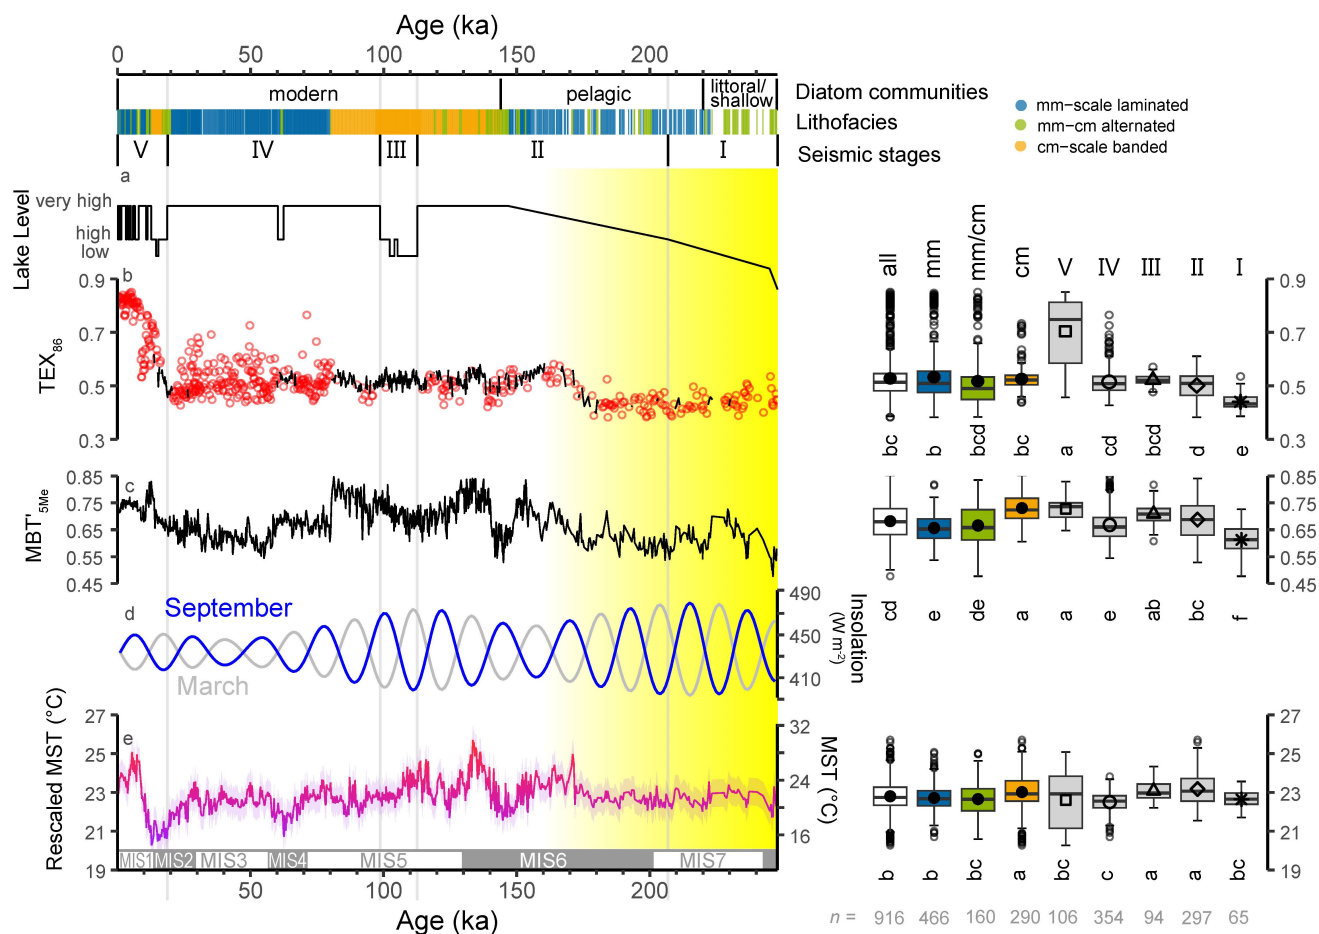 Age (ka)
0 50 100 150 200
modern pelagic littoral/
shallow
Diatom communities
Lithofacies
Seismic stages
mm−scale laminated
mm−cm alternated
cm−scale banded
V IV III II I
a
Lake Level
very high
high
low
all mm mm/cm cm V IV III II I
b
TEX86
0.9
0.7
0.5
0.3
0.9
0.7
0.5
0.3
bc b bcd bc a cd bcd d e
c
MBT'5Me
0.85
0.75
0.65
0.55
0.45
0.85
0.75
0.65
0.55
0.45
cd e de a a e ab bc f
d
September
March
490
450
410
Insolation
(W m-2)
e
Rescaled MST (°C)
27
25
23
21
19
32
24
16
MST (°C)
27
25
23
21
19
b b bc a bc c a a bc
MIS1 MIS2 MIS3 MIS4 MIS5 MIS6 MIS7
50 100 150 200
Age (ka)
n = 916 466 160 290 106 354 94 297 65